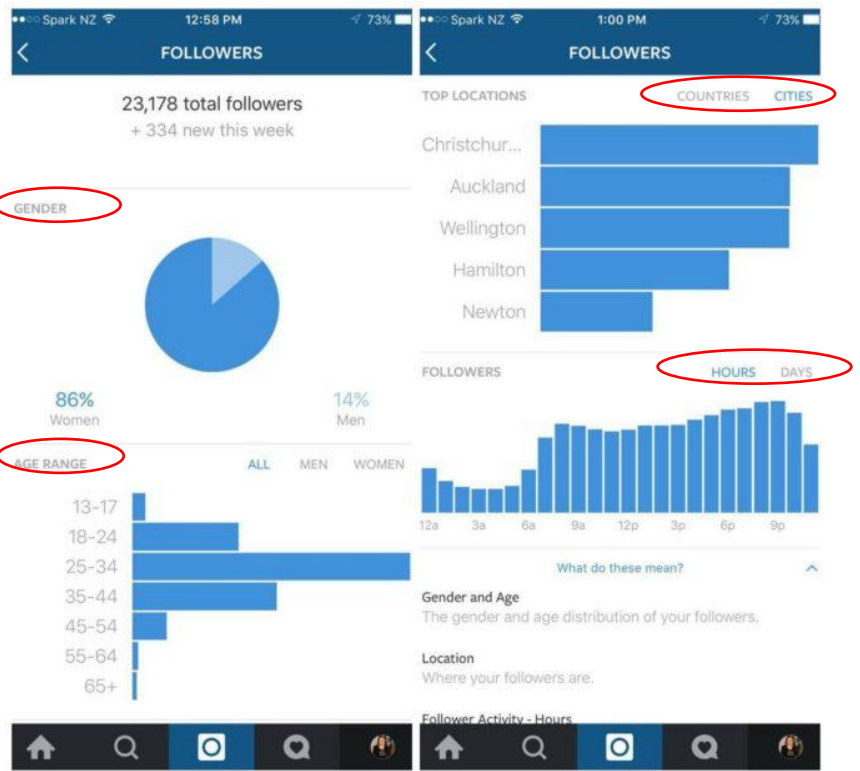 Spark NZ 12:58 PM 73%
FOLLOWERS
23,178 total followers
+ 334 new this week
GENDER
86%
Women
14%
Men
AGE RANGE ALL MEN WOMEN
13-17
18-24
25-34
35-44
45-54
55-64
65+
Spark NZ 1:00 PM 73%
FOLLOWERS
TOP LOCATIONS COUNTRIES CITIES
Christchur...
Auckland
Wellington
Hamilton
Newton
FOLLOWERS HOURS DAYS
12a 3a 6a 9a 12p 3p 6p 9p
What do these mean?
Gender and Age
The gender and age distribution of your followers.
Location
Where your followers are.
Follower Activity - Hours